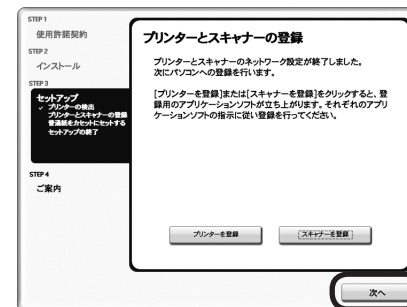 STEP 1
使用許諾契約
STEP 2
インストール
STEP 3
セットアップ
✓ プリンターの検出
プリンターとスキャナーの登録
普通紙をカセットにセットする
セットアップの終了
STEP 4
ご案内
プリンターとスキャナーの登録
プリンターとスキャナーのネットワーク設定が終了しました。
次にパソコンへの登録を行います。
[プリンターを登録]または[スキャナーを登録]をクリックすると、登
録用のアプリケーションソフトが立ち上がります。それぞれのアプリ
ケーションソフトの指示に従い登録を行ってください。
プリンターを登録
スキャナーを登録
次へ